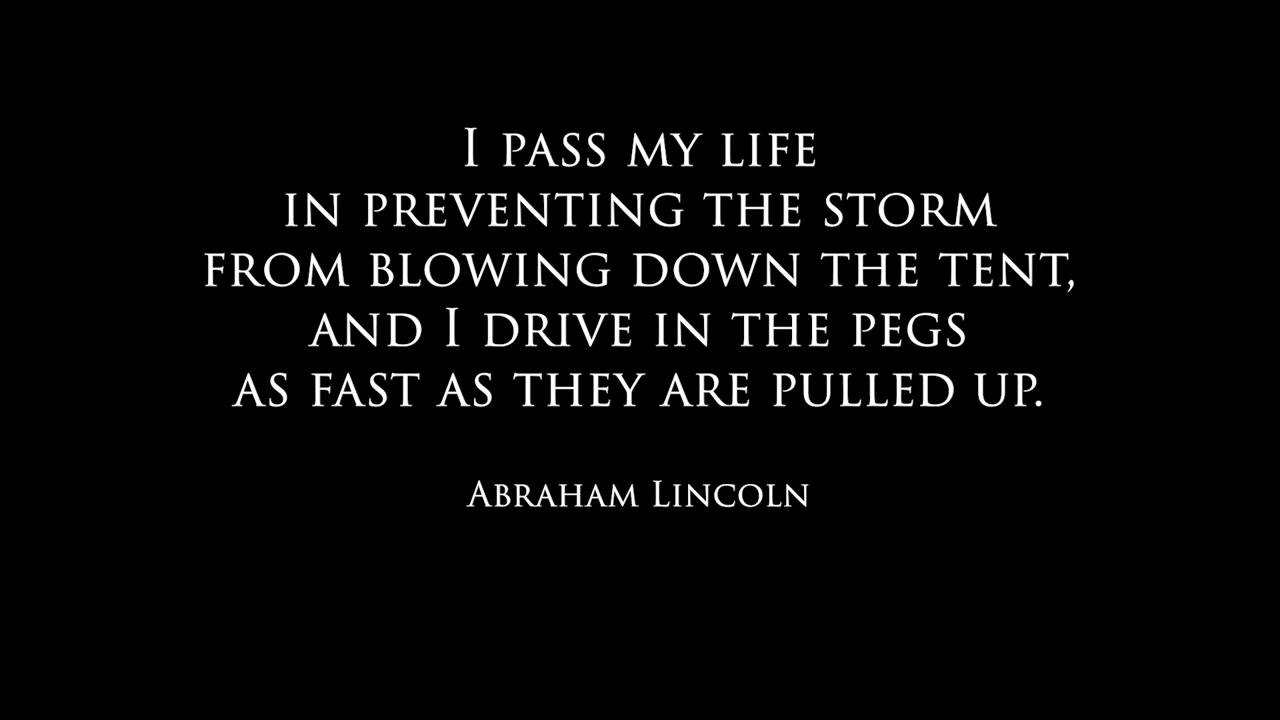 I PASS MY LIFE
IN PREVENTING THE STORM
FROM BLOWING DOWN THE TENT,
AND I DRIVE IN THE PEGS
AS FAST AS THEY ARE PULLED UP.
ABRAHAM LINCOLN